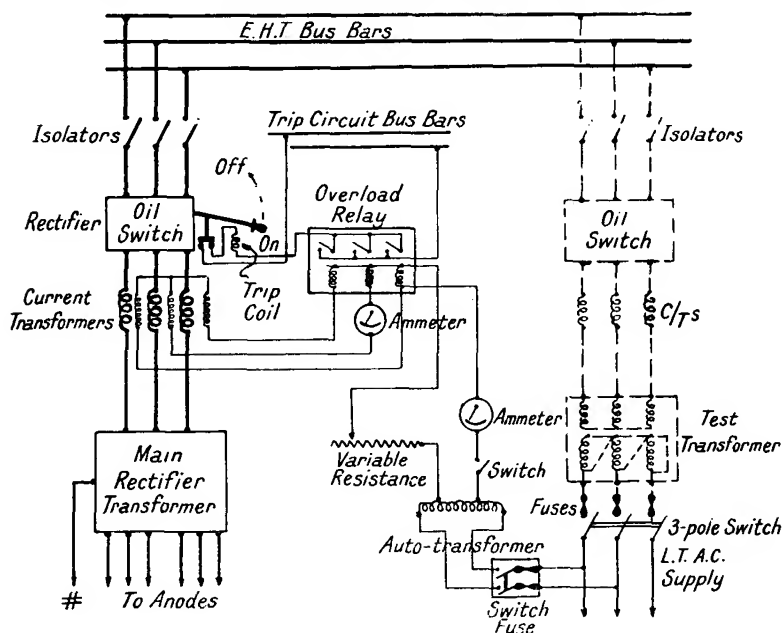 E.H.T Bus Bars
Isolators
Trip Circuit Bus Bars
Isolators
Off
Overload
Relay
Rectifier
Oil
Switch
On
Oil
Switch
Trip
Coil
Current
Transformers
Ammeter
C/Ts
Ammeter
Test
Transformer
Main
Rectifier
Transformer
Variable
Resistance
Switch
Fuses
3-pole Switch
Auto-transformer
L.T. A.C.
Supply
#
To Anodes
Switch
Fuse